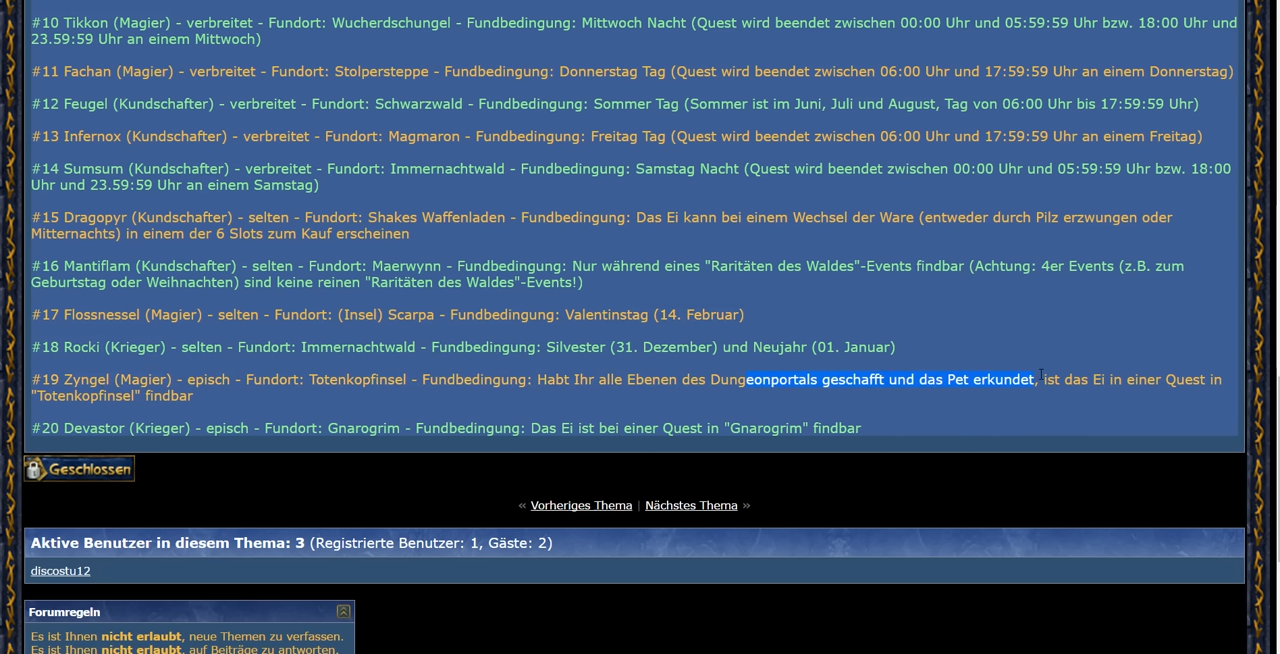 #10 Tikkon (Magier) - verbreitet - Fundort: Wucherdschungel - Fundbedingung: Mittwoch Nacht (Quest wird beendet zwischen 00:00 Uhr und 05:59:59 Uhr bzw. 18:00 Uhr und
23.59:59 Uhr an einem Mittwoch)
#11 Fachan (Magier) - verbreitet - Fundort: Stolpersteppe - Fundbedingung: Donnerstag Tag (Quest wird beendet zwischen 06:00 Uhr und 17:59:59 Uhr an einem Donnerstag)
#12 Feugel (Kundschafter) - verbreitet - Fundort: Schwarzwald - Fundbedingung: Sommer Tag (Sommer ist im Juni, Juli und August, Tag von 06:00 Uhr bis 17:59:59 Uhr)
#13 Infernox (Kundschafter) - verbreitet - Fundort: Magmaron - Fundbedingung: Freitag Tag (Quest wird beendet zwischen 06:00 Uhr und 17:59:59 Uhr an einem Freitag)
#14 Sumsum (Kundschafter) - verbreitet - Fundort: Immernachtwald - Fundbedingung: Samstag Nacht (Quest wird beendet zwischen 00:00 Uhr und 05:59:59 Uhr bzw. 18:00
Uhr und 23.59:59 Uhr an einem Samstag)
#15 Dragopyr (Kundschafter) - selten - Fundort: Shakes Waffenladen - Fundbedingung: Das Ei kann bei einem Wechsel der Ware (entweder durch Pilz erzwungen oder
Mitternachts) in einem der 6 Slots zum Kauf erscheinen
#16 Mantiflam (Kundschafter) - selten - Fundort: Maerwynn - Fundbedingung: Nur während eines "Raritäten des Waldes"-Events findbar (Achtung: 4er Events (z.B. zum
Geburtstag oder Weihnachten) sind keine reinen "Raritäten des Waldes"-Events!)
#17 Flossnessel (Magier) - selten - Fundort: (Insel) Scarpa - Fundbedingung: Valentinstag (14. Februar)
#18 Rocki (Krieger) - selten - Fundort: Immernachtwald - Fundbedingung: Silvester (31. Dezember) und Neujahr (01. Januar)
#19 Zyngel (Magier) - episch - Fundort: Totenkopfinsel - Fundbedingung: Habt Ihr alle Ebenen des Dungeonportals geschafft und das Pet erkundet, ist das Ei in einer Quest in
"Totenkopfinsel" findbar
#20 Devastor (Krieger) - episch - Fundort: Gnarogrim - Fundbedingung: Das Ei ist bei einer Quest in "Gnarogrim" findbar
Geschlossen
« Vorheriges Thema | Nächstes Thema »
Aktive Benutzer in diesem Thema: 3 (Registrierte Benutzer: 1, Gäste: 2)
discostu12
Forumregeln
Es ist Ihnen nicht erlaubt, neue Themen zu verfassen.
Es ist Ihnen nicht erlaubt, auf Beiträge zu antworten.